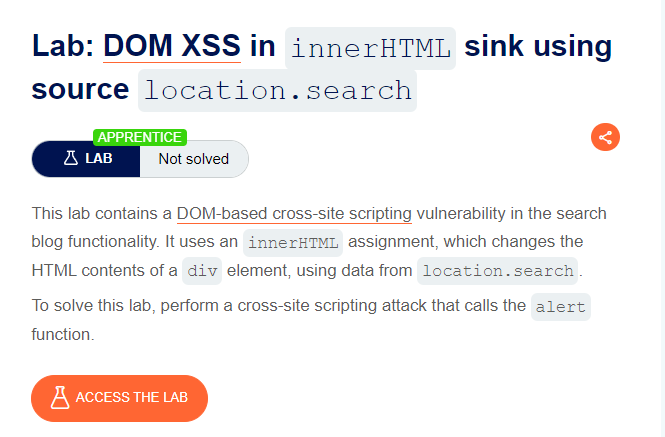 Lab: DOM XSS in innerHTML sink using
source location.search
APPRENTICE
LAB Not solved
This lab contains a DOM-based cross-site scripting vulnerability in the search
blog functionality. It uses an innerHTML assignment, which changes the
HTML contents of a div element, using data from location.search.
To solve this lab, perform a cross-site scripting attack that calls the alert
function.
ACCESS THE LAB